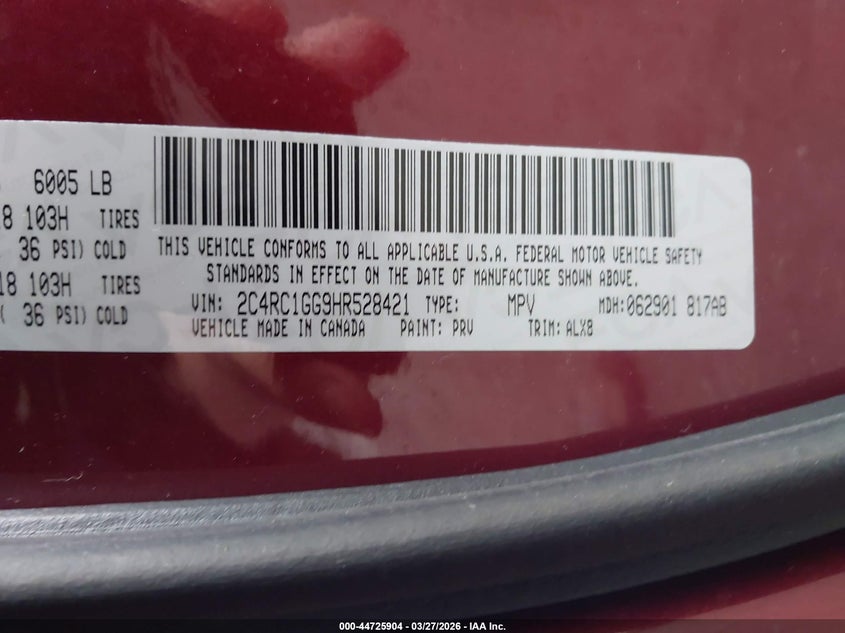 6005 LB
8 103H TIRES
36 PSI) COLD
18 103H TIRES
( 36 PSI) COLD
THIS VEHICLE CONFORMS TO ALL APPLICABLE U.S.A. FEDERAL MOTOR VEHICLE SAFETY
STANDARDS IN EFFECT ON THE DATE OF MANUFACTURE SHOWN ABOVE.
VIN: 2C4RC1GG9HR528421 TYPE: MPV MDH: 062901 817AB
VEHICLE MADE IN CANADA PAINT: PRV TRIM: ALX8
000-44725904 - 03/27/2026 - IAA Inc.